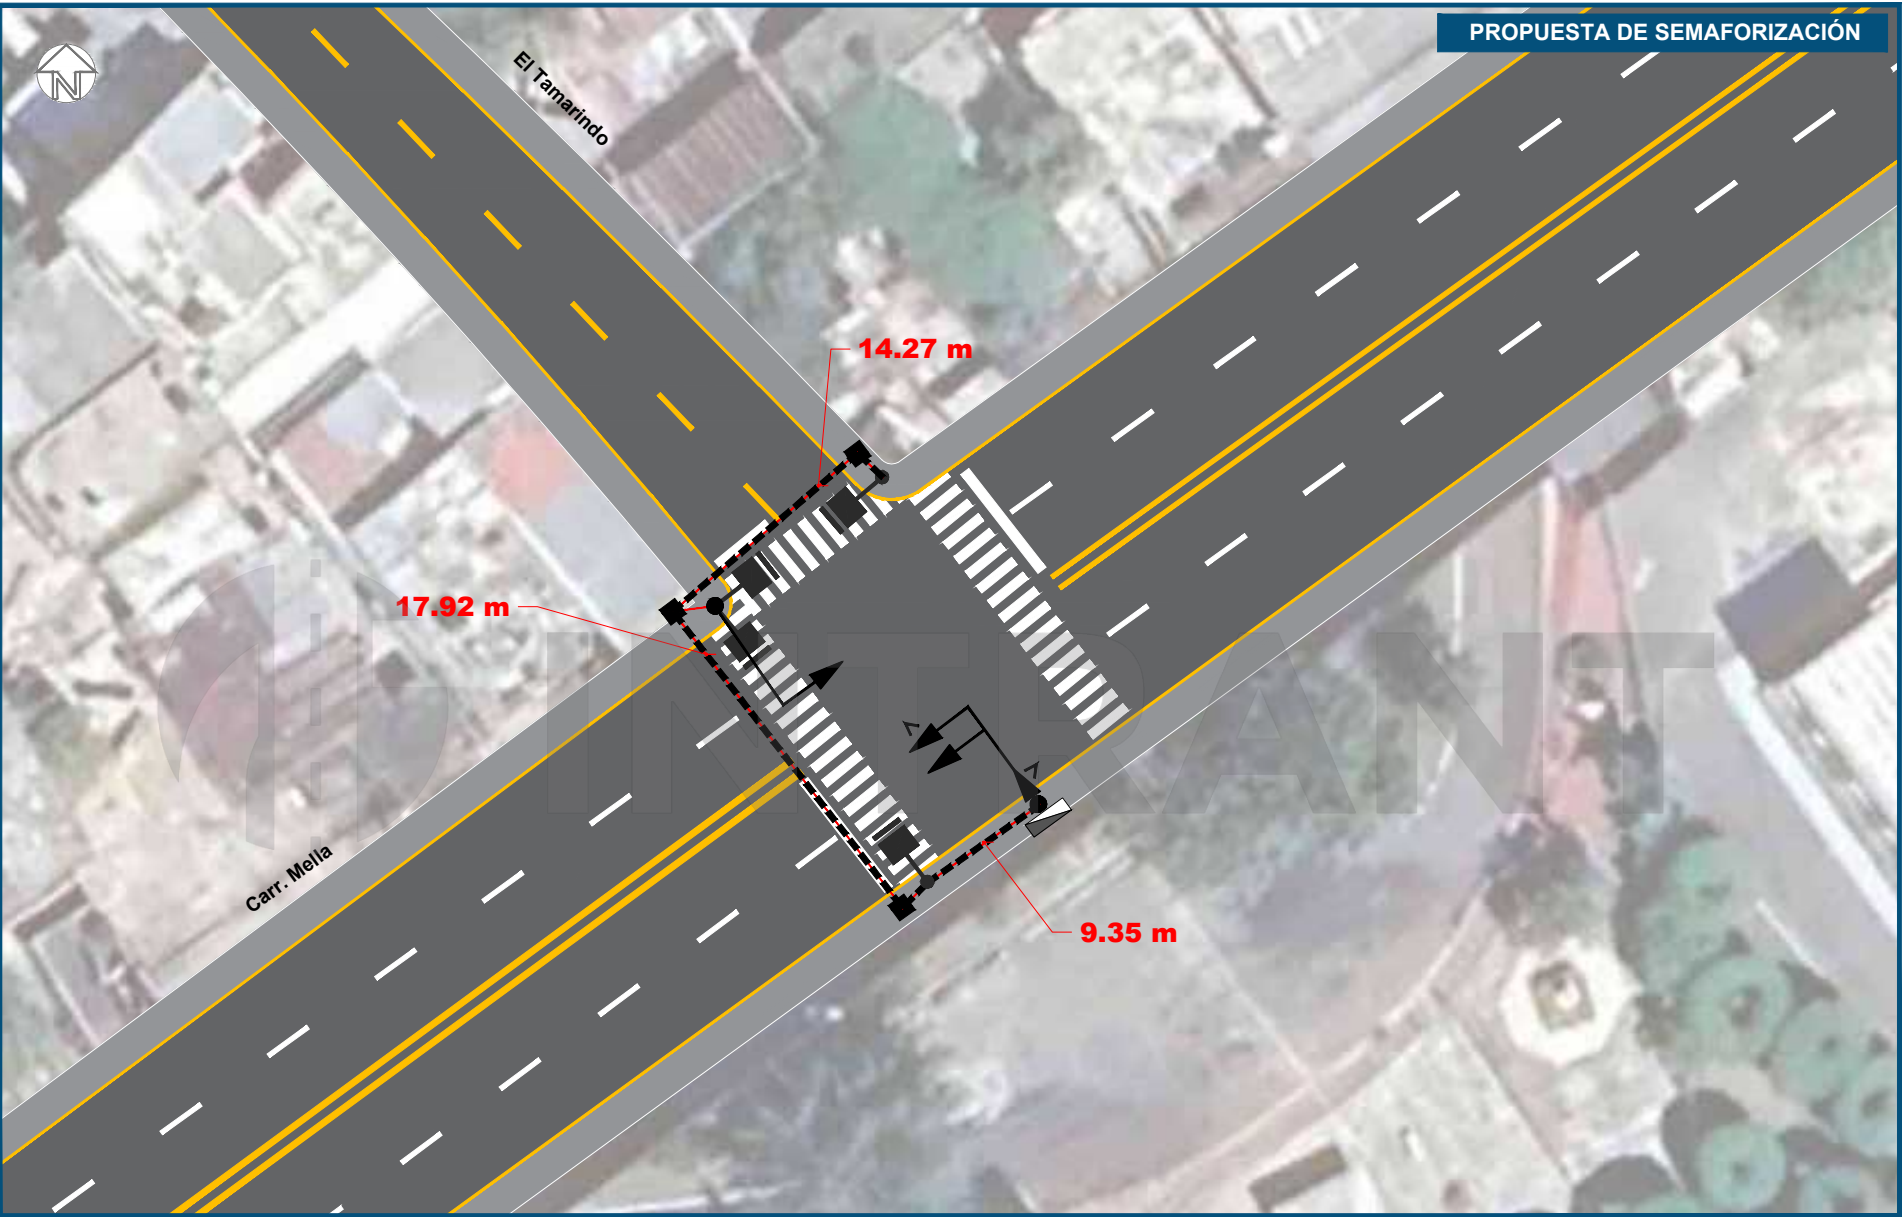 PROPUESTA DE SEMAFORIZACIÓN
N
El Tamarindo
14.27 m
17.92 m
INTRANT
Carr. Mella
9.35 m